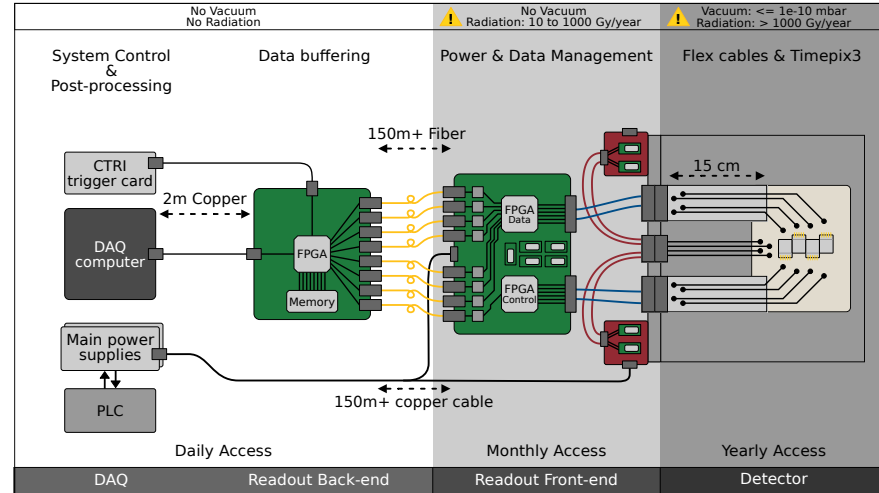 No Vacuum
No Radiation
! No Vacuum
Radiation: 10 to 1000 Gy/year
! Vacuum: <= 1e-10 mbar
Radiation: > 1000 Gy/year
System Control
&
Post-processing
Data buffering
Power & Data Management
Flex cables & Timepix3
150m+ Fiber
CTRI
trigger card
15 cm
2m Copper
DAQ
computer
FPGA
Memory
FPGA
Data
FPGA
Control
Main power
supplies
150m+ copper cable
PLC
Daily Access
Monthly Access
Yearly Access
DAQ
Readout Back-end
Readout Front-end
Detector